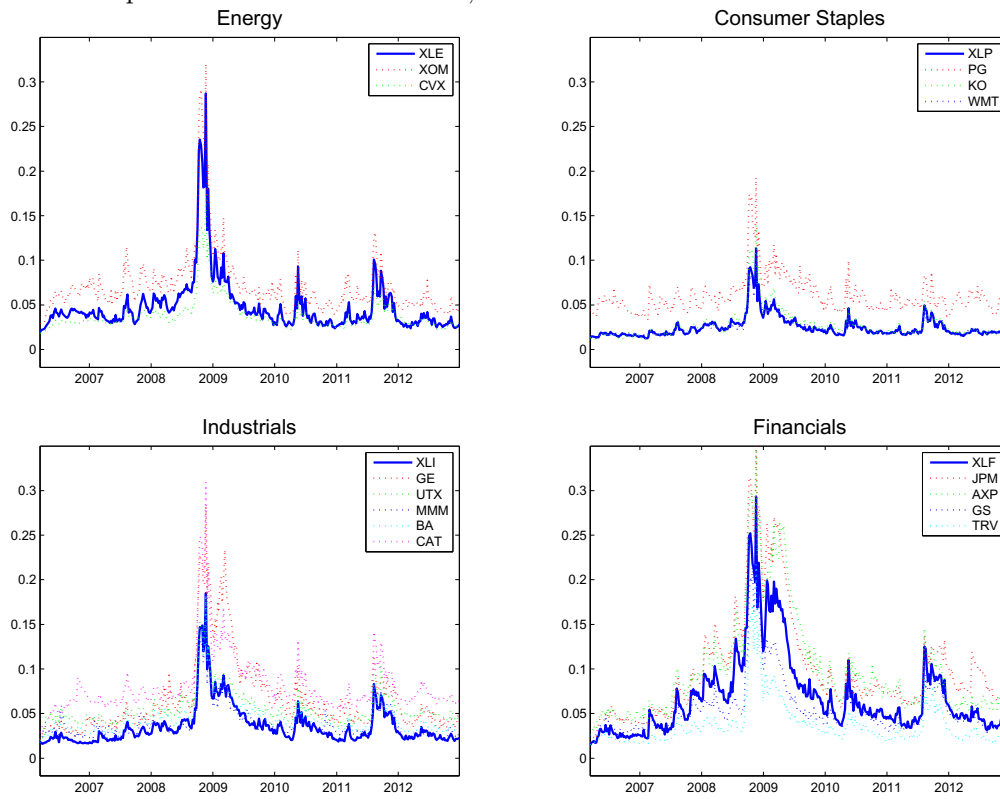 Energy
XLE
XOM
CVX
0.3
0.25
0.2
0.15
0.1
0.05
0
2007 2008 2009 2010 2011 2012
Consumer Staples
XLP
PG
KO
WMT
0.3
0.25
0.2
0.15
0.1
0.05
0
2007 2008 2009 2010 2011 2012
Industrials
XLI
GE
UTX
MMM
BA
CAT
0.3
0.25
0.2
0.15
0.1
0.05
0
2007 2008 2009 2010 2011 2012
Financials
XLF
JPM
AXP
GS
TRV
0.3
0.25
0.2
0.15
0.1
0.05
0
2007 2008 2009 2010 2011 2012